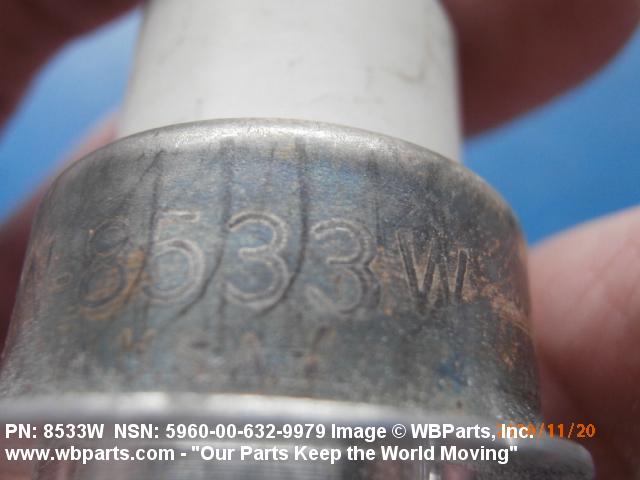 8533W
PN: 8533W  NSN: 5960-00-632-9979 Image © WBParts, Inc.
www.wbparts.com - "Our Parts Keep the World Moving"